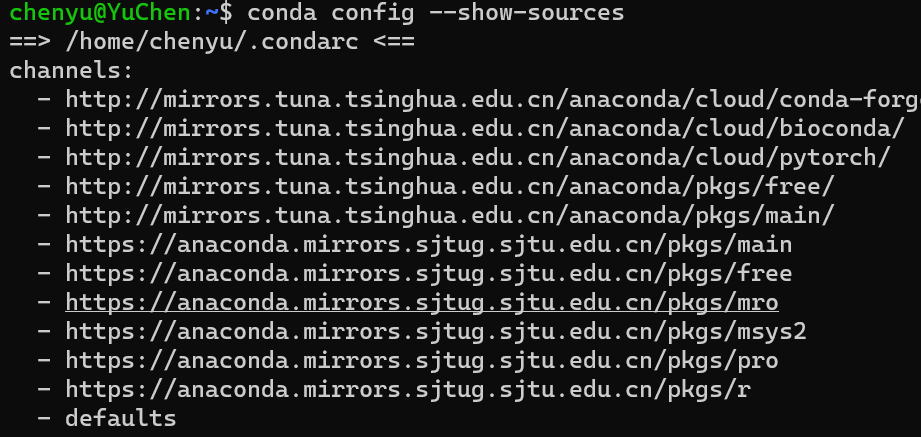 chenyu@YuChen:~$ conda config --show-sources
==> /home/chenyu/.condarc <==
channels:
  - http://mirrors.tuna.tsinghua.edu.cn/anaconda/cloud/conda-forg
  - http://mirrors.tuna.tsinghua.edu.cn/anaconda/cloud/bioconda/
  - http://mirrors.tuna.tsinghua.edu.cn/anaconda/cloud/pytorch/
  - http://mirrors.tuna.tsinghua.edu.cn/anaconda/pkgs/free/
  - http://mirrors.tuna.tsinghua.edu.cn/anaconda/pkgs/main/
  - https://anaconda.mirrors.sjtug.sjtu.edu.cn/pkgs/main
  - https://anaconda.mirrors.sjtug.sjtu.edu.cn/pkgs/free
  - https://anaconda.mirrors.sjtug.sjtu.edu.cn/pkgs/mro
  - https://anaconda.mirrors.sjtug.sjtu.edu.cn/pkgs/msys2
  - https://anaconda.mirrors.sjtug.sjtu.edu.cn/pkgs/pro
  - https://anaconda.mirrors.sjtug.sjtu.edu.cn/pkgs/r
  - defaults